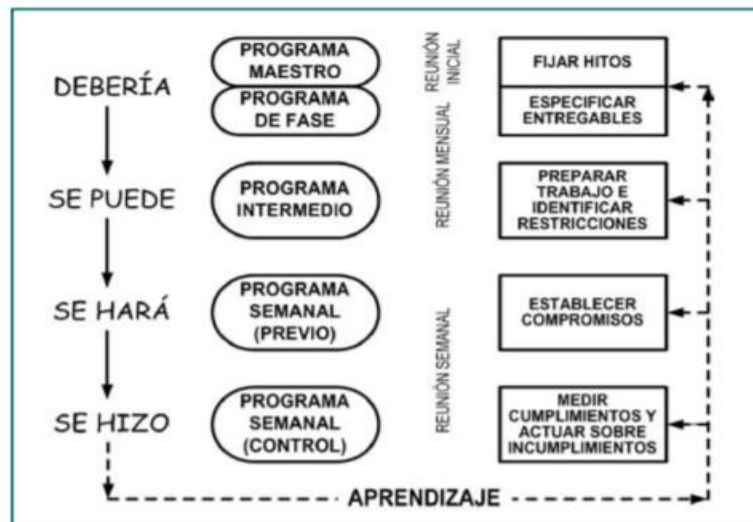 DEBERÍA
PROGRAMA
MAESTRO
PROGRAMA
DE FASE
REUNIÓN
INICIAL
FIJAR HITOS
ESPECIFICAR
ENTREGABLES
REUNIÓN MENSUAL
SE PUEDE
PROGRAMA
INTERMEDIO
PREPARAR
TRABAJO E
IDENTIFICAR
RESTRICCIONES
SE HARÁ
PROGRAMA
SEMANAL
(PREVIO)
ESTABLECER
COMPROMISOS
REUNIÓN SEMANAL
SE HIZO
PROGRAMA
SEMANAL
(CONTROL)
MEDIR
CUMPLIMIENTOS Y
ACTUAR SOBRE
INCUMPLIMIENTOS
APRENDIZAJE